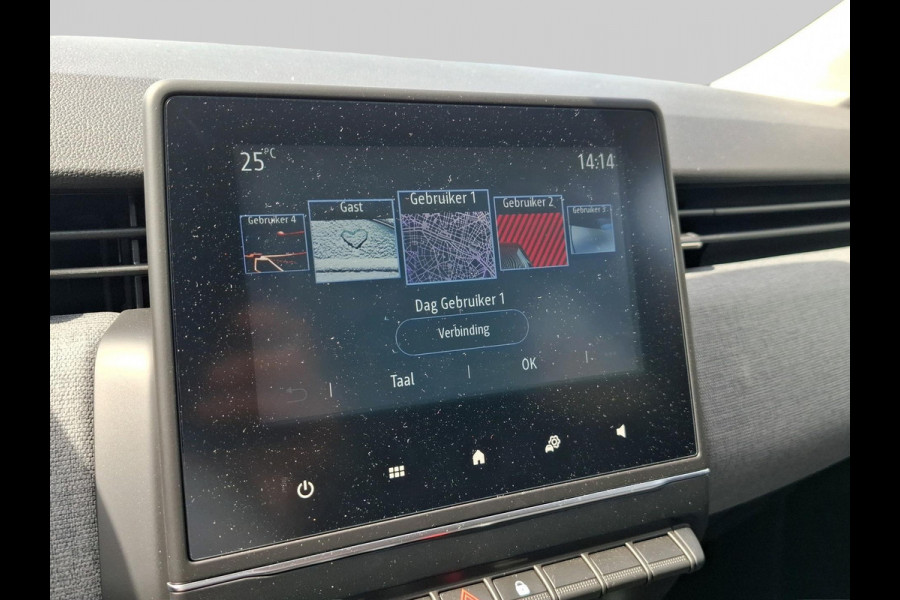 25°C 14:14
Gebruiker 4 Gast Gebruiker 1 Gebruiker 2 Gebruiker 3
Dag Gebruiker 1
Verbinding
Taal OK